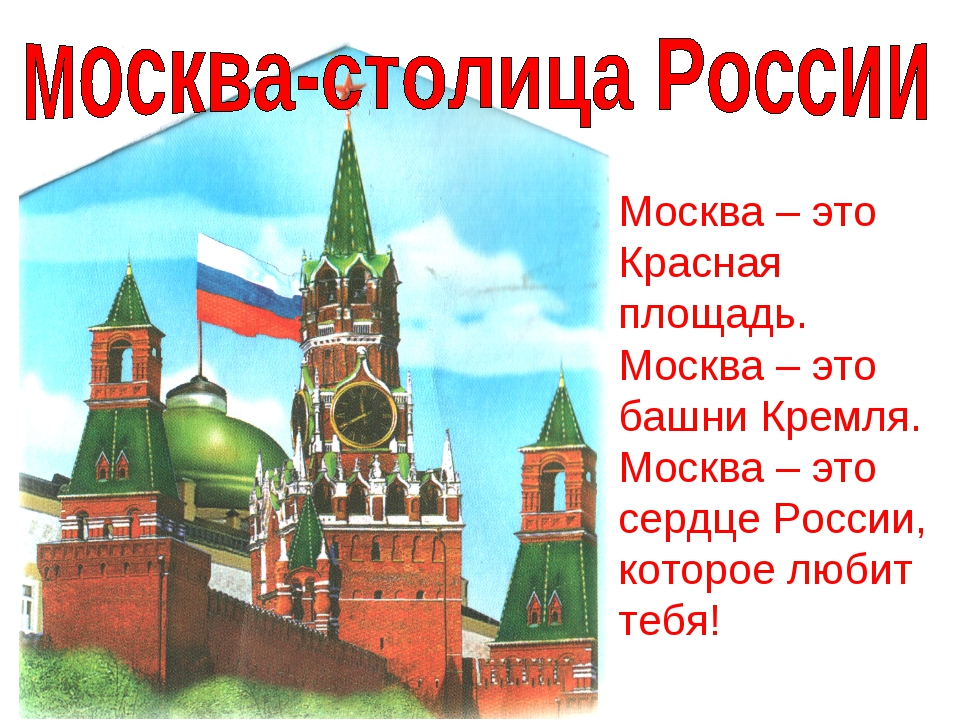 Москва-столица России
Москва – это
Красная
площадь.
Москва – это
башни Кремля.
Москва – это
сердце России,
которое любит
тебя!